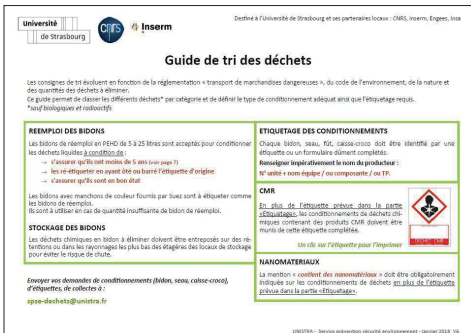 Université
de Strasbourg
cnrs
Inserm
Destiné à l'Université de Strasbourg et ses partenaires locaux : CNRS, Inserm, Engees, Insa
Guide de tri des déchets
Les consignes de tri évoluent en fonction de la réglementation « transport de marchandises dangereuses », du code de l'environnement, de la nature et
des quantités des déchets à éliminer.
Ce guide permet de classer les différents déchets* par catégorie et de définir le type de conditionnement adéquat ainsi que l'étiquetage requis.
*sauf biologiques et radioactifs
REEMPLOI DES BIDONS
Les bidons de réemploi en PEHD de 5 à 25 litres sont acceptés pour conditionner
les déchets liquides à condition de :
→ s'assurer qu'ils ont moins de 5 ans (voir page 7)
→ les ré-étiqueter en ayant ôté ou barré l'étiquette d'origine
→ s'assurer qu'ils sont en bon état
Les bidons avec manchons de couleur fournis par Suez sont à étiqueter comme
les bidons de réemploi.
Ils sont à utiliser en cas de quantité insuffisante de bidon de réemploi.
STOCKAGE DES BIDONS
Les déchets chimiques en bidon à éliminer doivent être entreposés sur des ré-
tentions ou dans les rayonnages les plus bas des étagères des locaux de stockage
pour éviter le risque de chute.
Envoyer vos demandes de conditionnements (bidon, seau, caisse-croco),
d'étiquettes, de collectes à :
spse-dechets@unistra.fr
ETIQUETAGE DES CONDITIONNEMENTS
Chaque bidon, seau, fût, caisse-croco doit être identifié par une
étiquette ou un formulaire dûment complétés.
Renseigner impérativement le nom du producteur :
N° unité + nom équipe / ou composante / ou TP.
CMR
En plus de l'étiquette prévue dans la partie
«Etiquetage», les conditionnements de déchets chi-
miques contenant des produits CMR doivent être
munis de cette étiquette complétée.
Un clic sur l'étiquette pour l'imprimer
DECHET CMR
NANOMATERIAUX
La mention « contient des nanomatériaux » doit être obligatoirement
indiquée sur les conditionnements de déchets en plus de l'étiquette
prévue dans la partie «Etiquetage».
UNISTRA - Service prévention sécurité environnement - Janvier 2018 V6